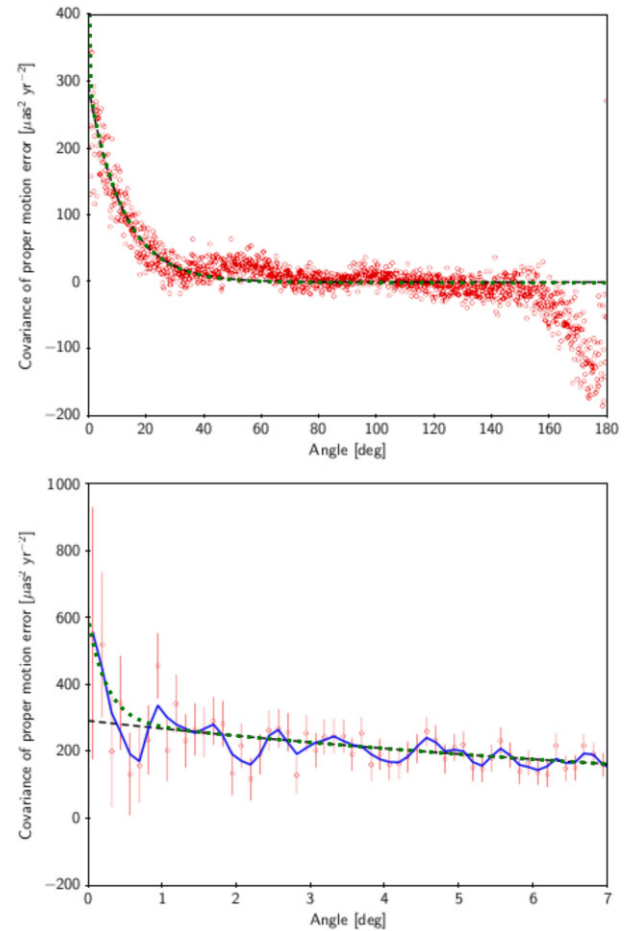 400
300
200
100
0
−100
−200
Covariance of proper motion error [μas² yr⁻²]
0 20 40 60 80 100 120 140 160 180
Angle [deg]
1000
800
600
400
200
0
−200
Covariance of proper motion error [μas² yr⁻²]
0 1 2 3 4 5 6 7
Angle [deg]